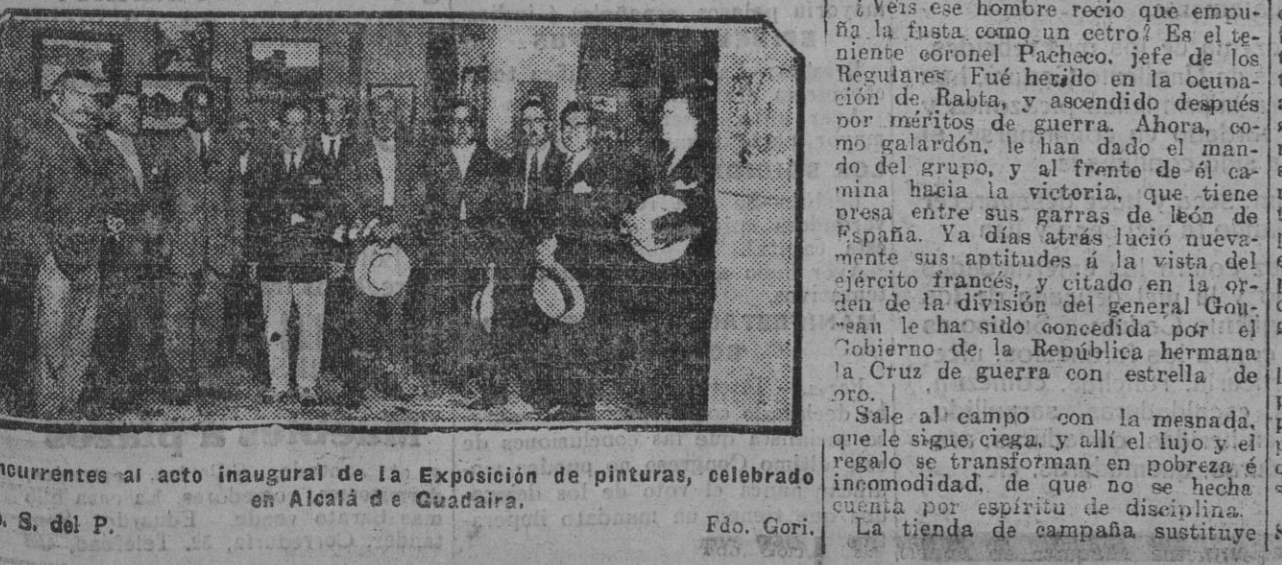 ncurrentes al acto inaugural de la Exposición de pinturas, celebrado
en Alcalá de Guadaira.
. S. del P.
Fdo. Gori.
¿Veis ese hombre recio que empu-
ña la fusta como un cetro? Es el te-
niente coronel Pacheco, jefe de los
Regulares. Fué herido en la ocupa-
ción de Rabta, y ascendido después
por méritos de guerra. Ahora, co-
mo galardón, le han dado el man-
do del grupo, y al frente de él ca-
mina hacia la victoria, que tiene
presa entre sus garras de león de
España. Ya días atrás lució nueva-
mente sus aptitudes á la vista del
ejército francés, y citado en la or-
den de la división del general Gou-
reau le ha sido concedida por el
Gobierno de la República hermana
la Cruz de guerra con estrella de
oro.
Sale al campo con la mesnada,
que le sigue ciega, y allí el lujo y el
regalo se transforman en pobreza é
incomodidad, de que no se hecha
cuenta por espíritu de disciplina.
La tienda de campaña sustituye